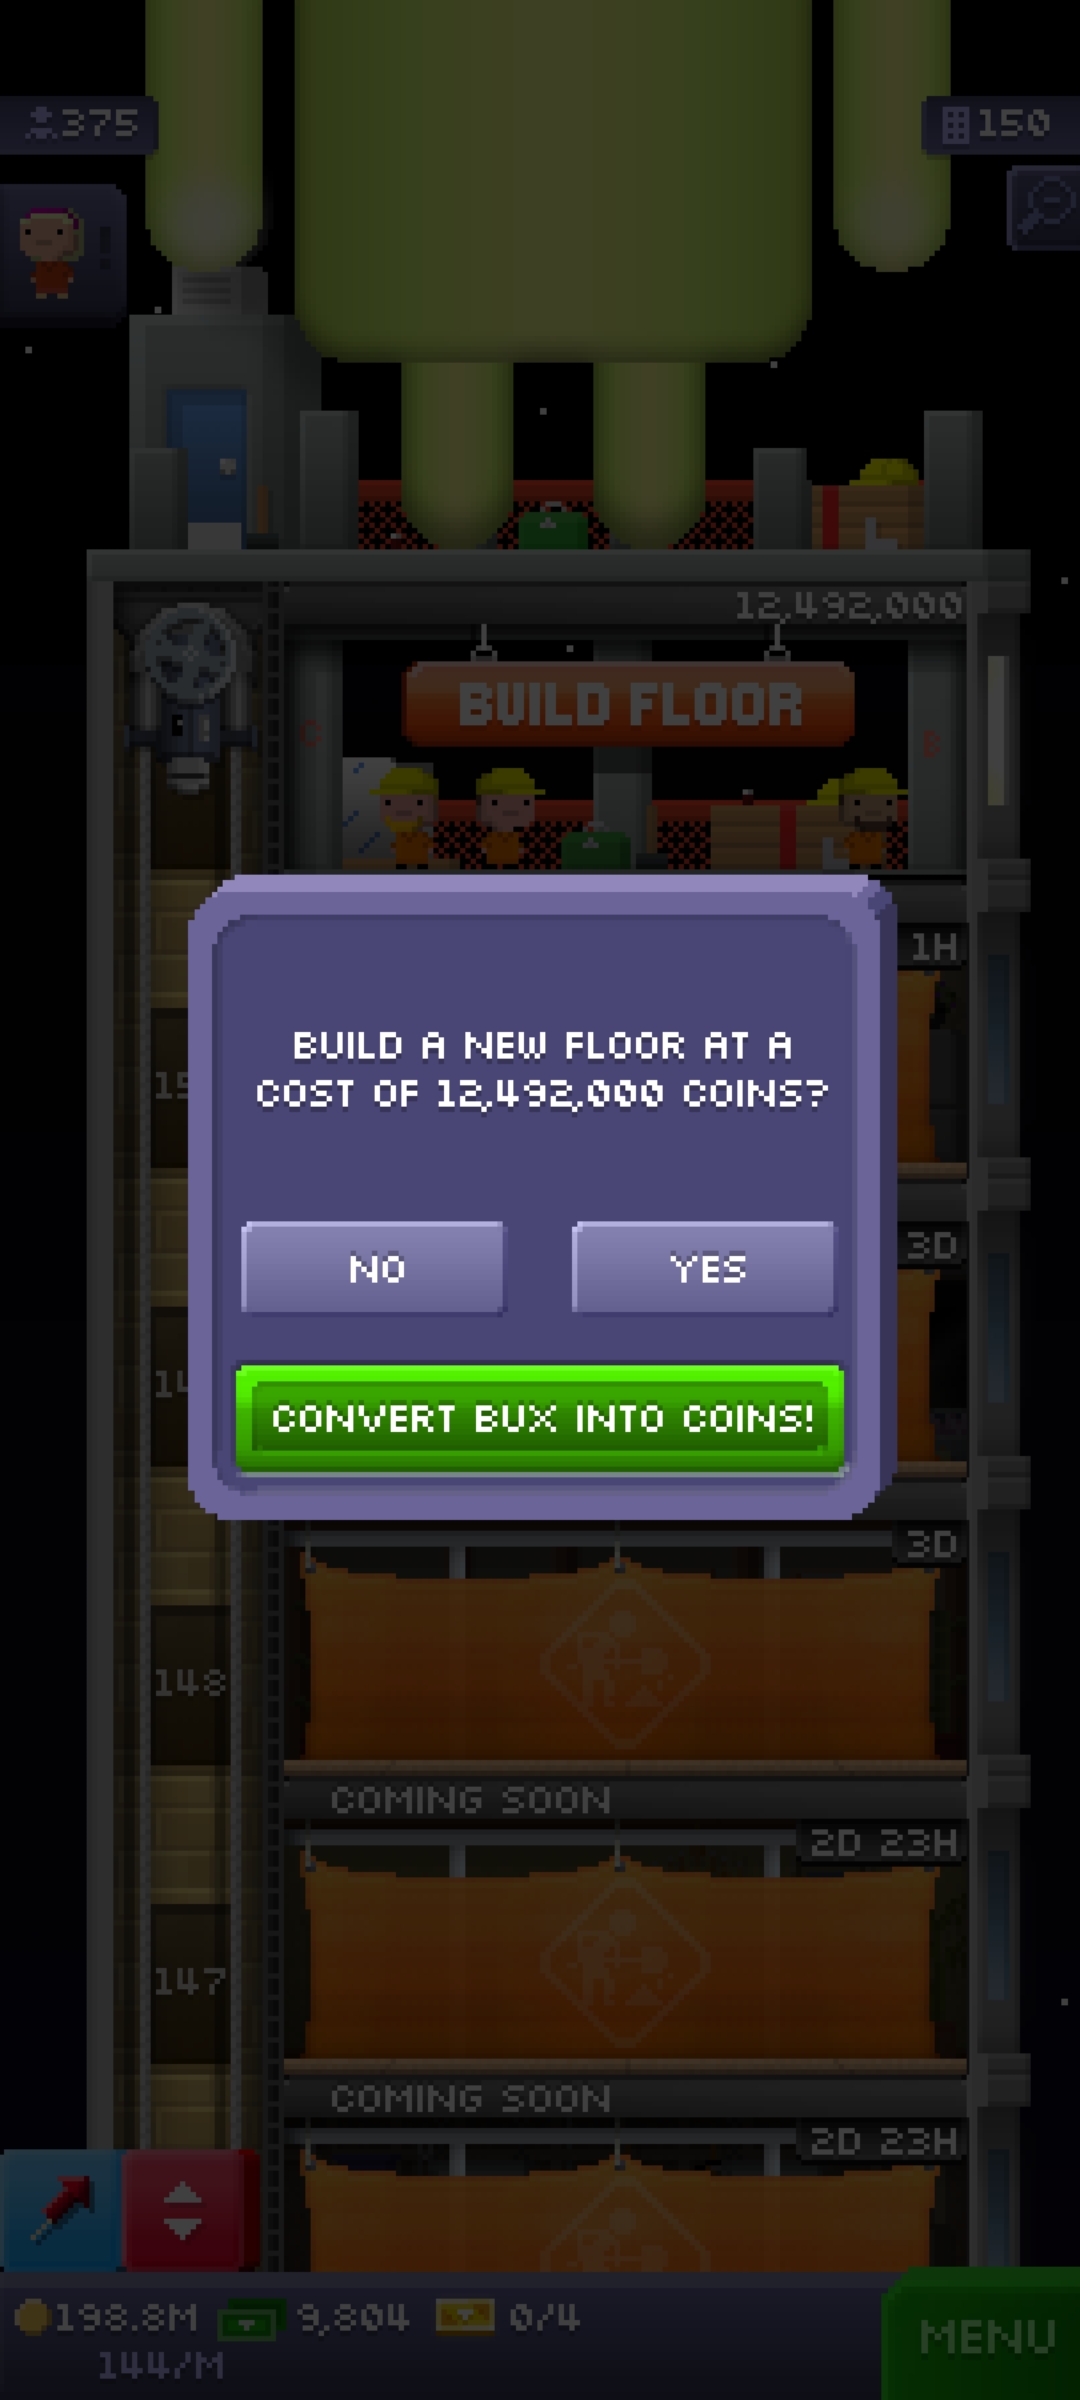 375
150
12,492,000
BUILD FLOOR
C
B
1H
BUILD A NEW FLOOR AT A
COST OF 12,492,000 COINS?
3D
NO
YES
CONVERT BUX INTO COINS!
3D
148
COMING SOON
2D 23H
147
COMING SOON
2D 23H
198.8M
9,804
0/4
144/M
MENU